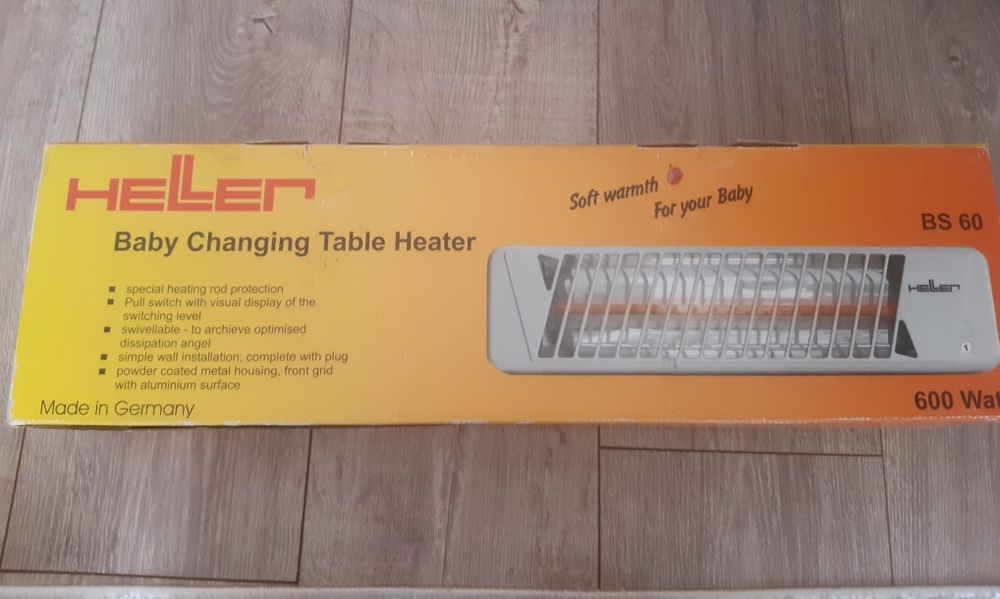 HELLER
Baby Changing Table Heater
special heating rod protection
Pull switch with visual display of the
switching level
swivellable - to archieve optimised
dissipation angel
simple wall installation; complete with plug
powder coated metal housing, front grid
with aluminium surface
Made in Germany
Soft warmth
For your Baby
BS 60
HELLER
1
600 Wat